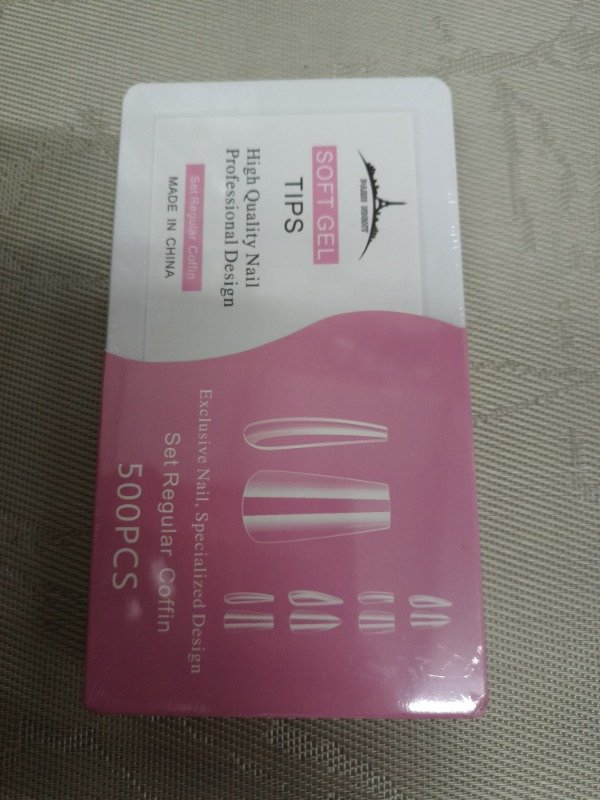 SOFT GEL
TIPS
High Quality Nail
Professional Design
Set Regular Coffin
MADE IN CHINA
Exclusive Nail, Specialized Design
Set Regular Coffin
500PCS